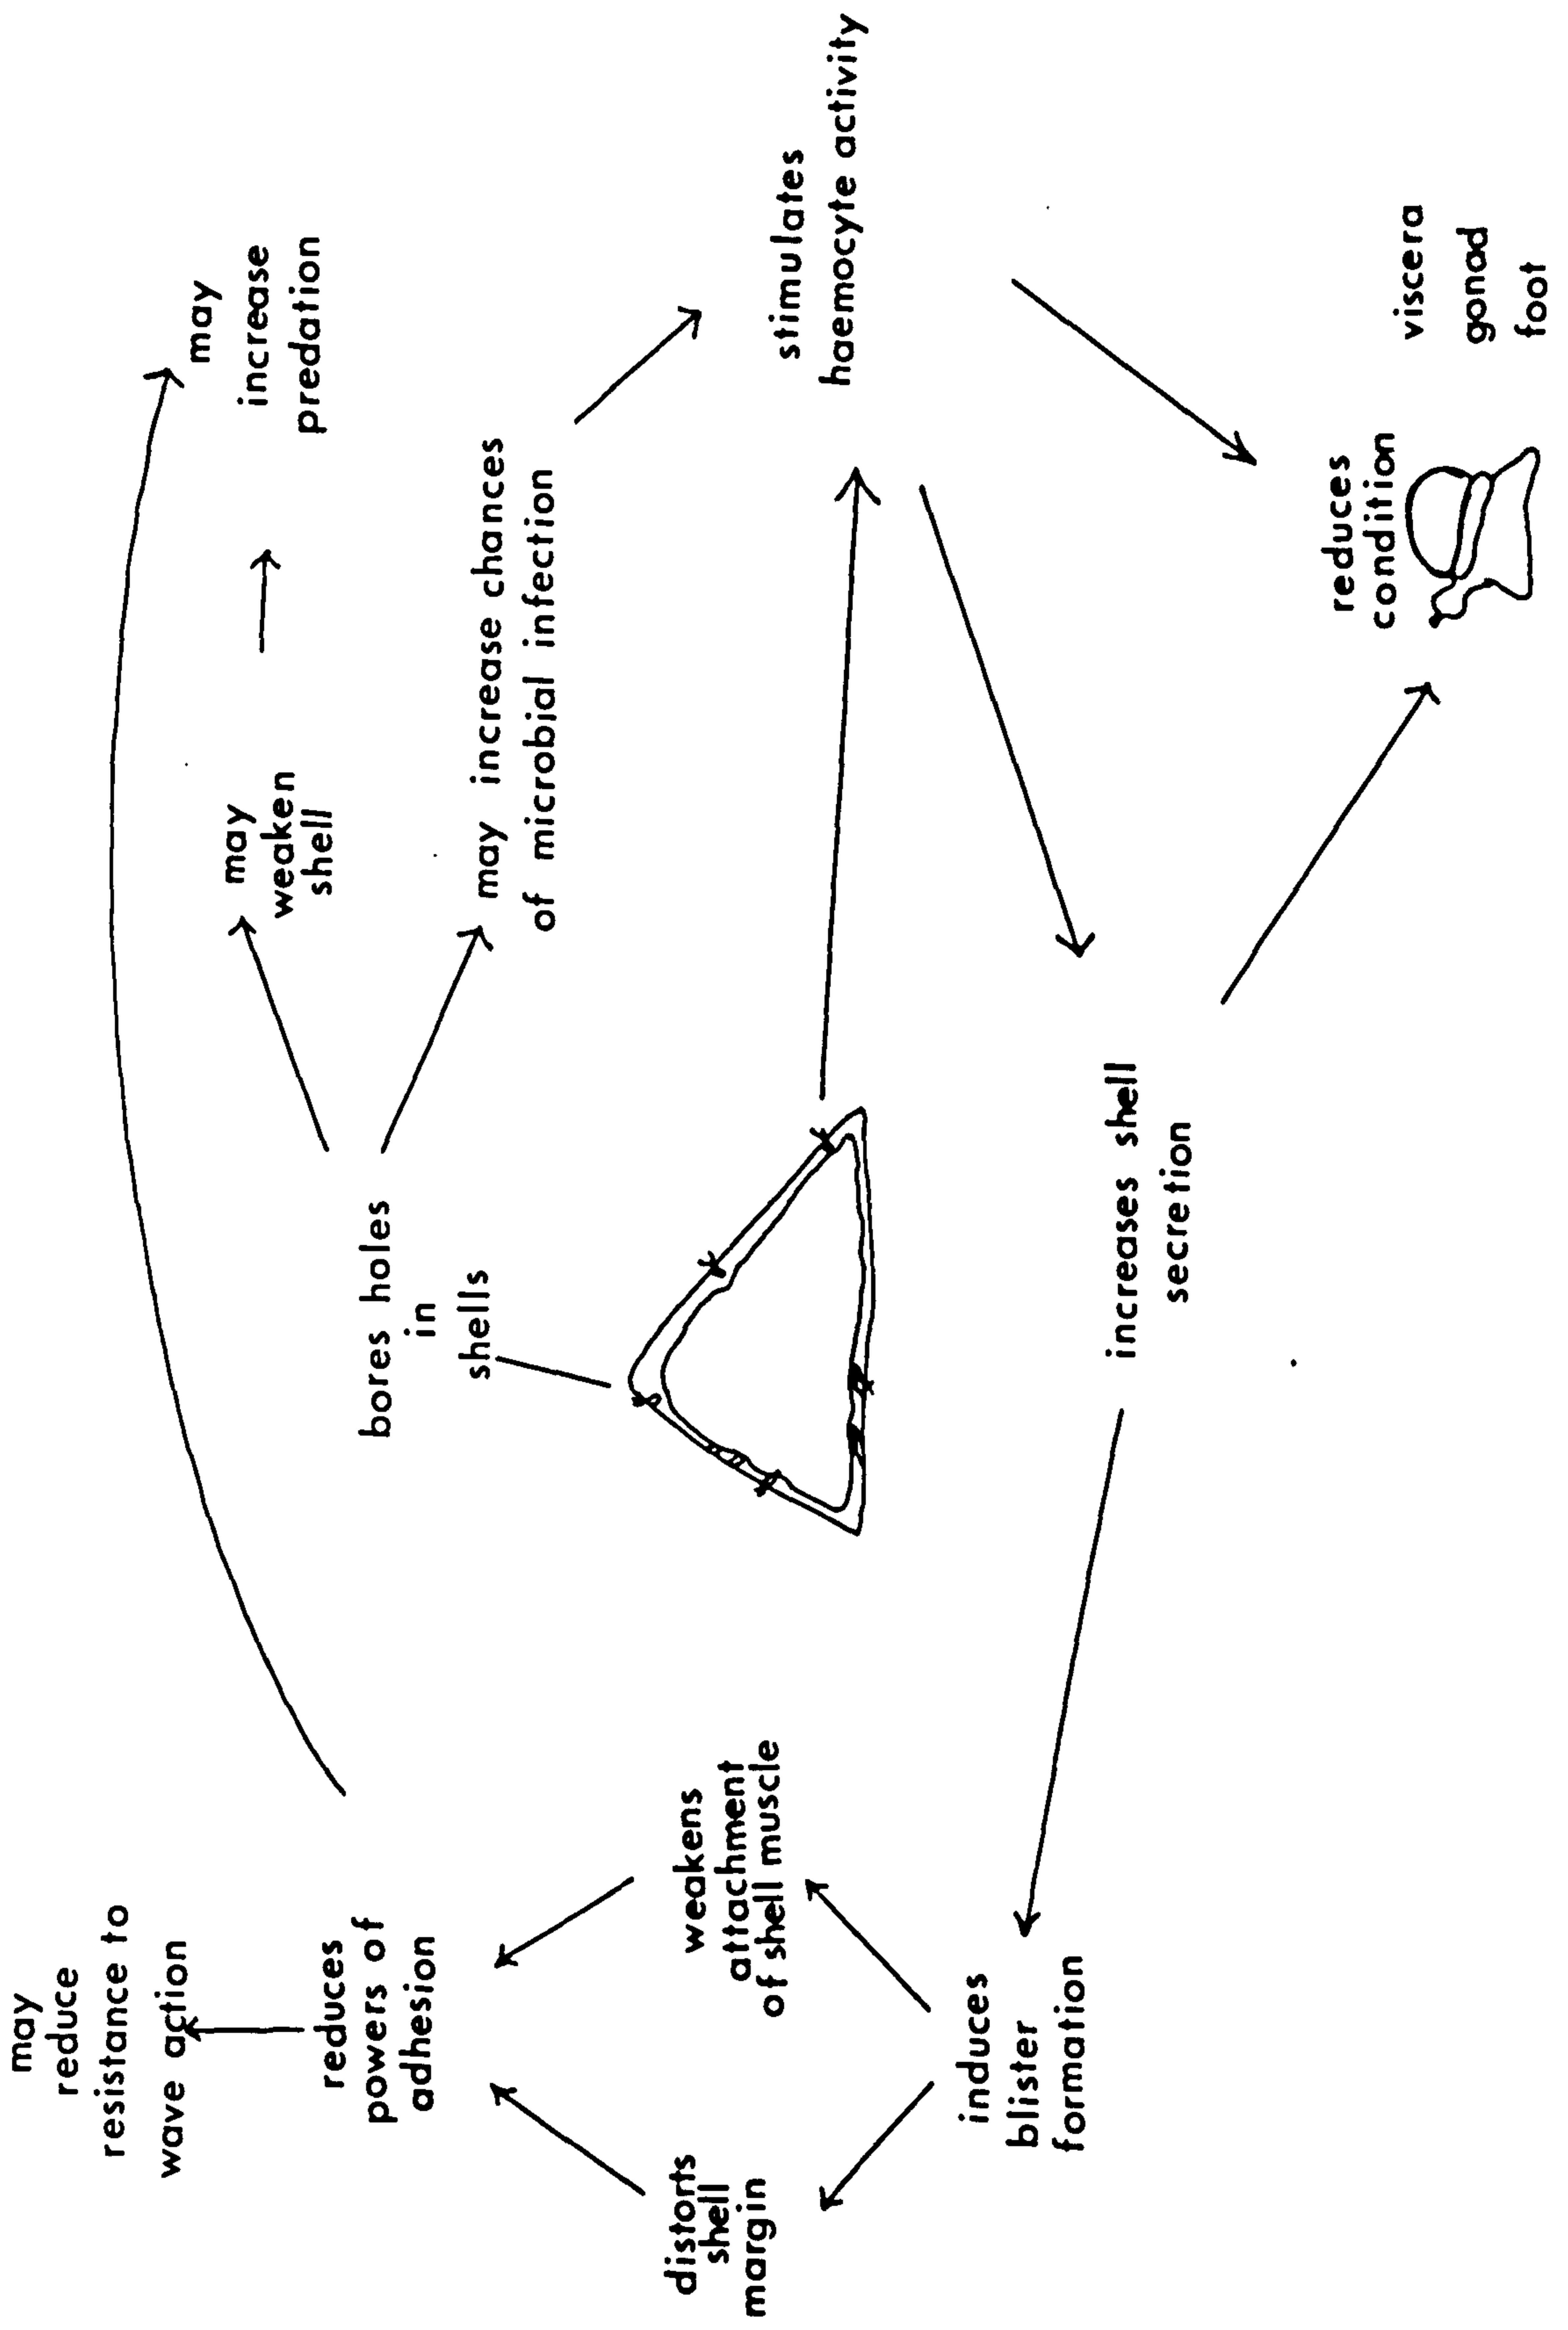 may
reduce
resistance to
wave action
reduces
powers of
adhesion
distorts
shell
margin
weakens
attachment
of shell muscle
induces
blister
formation
bores holes
in
shells
may
weaken
shell
may
increase
predation
may increase chances
of microbial infection
stimulates
haemocyte activity
increases shell
secretion
reduces
condition
viscera
gonad
foot